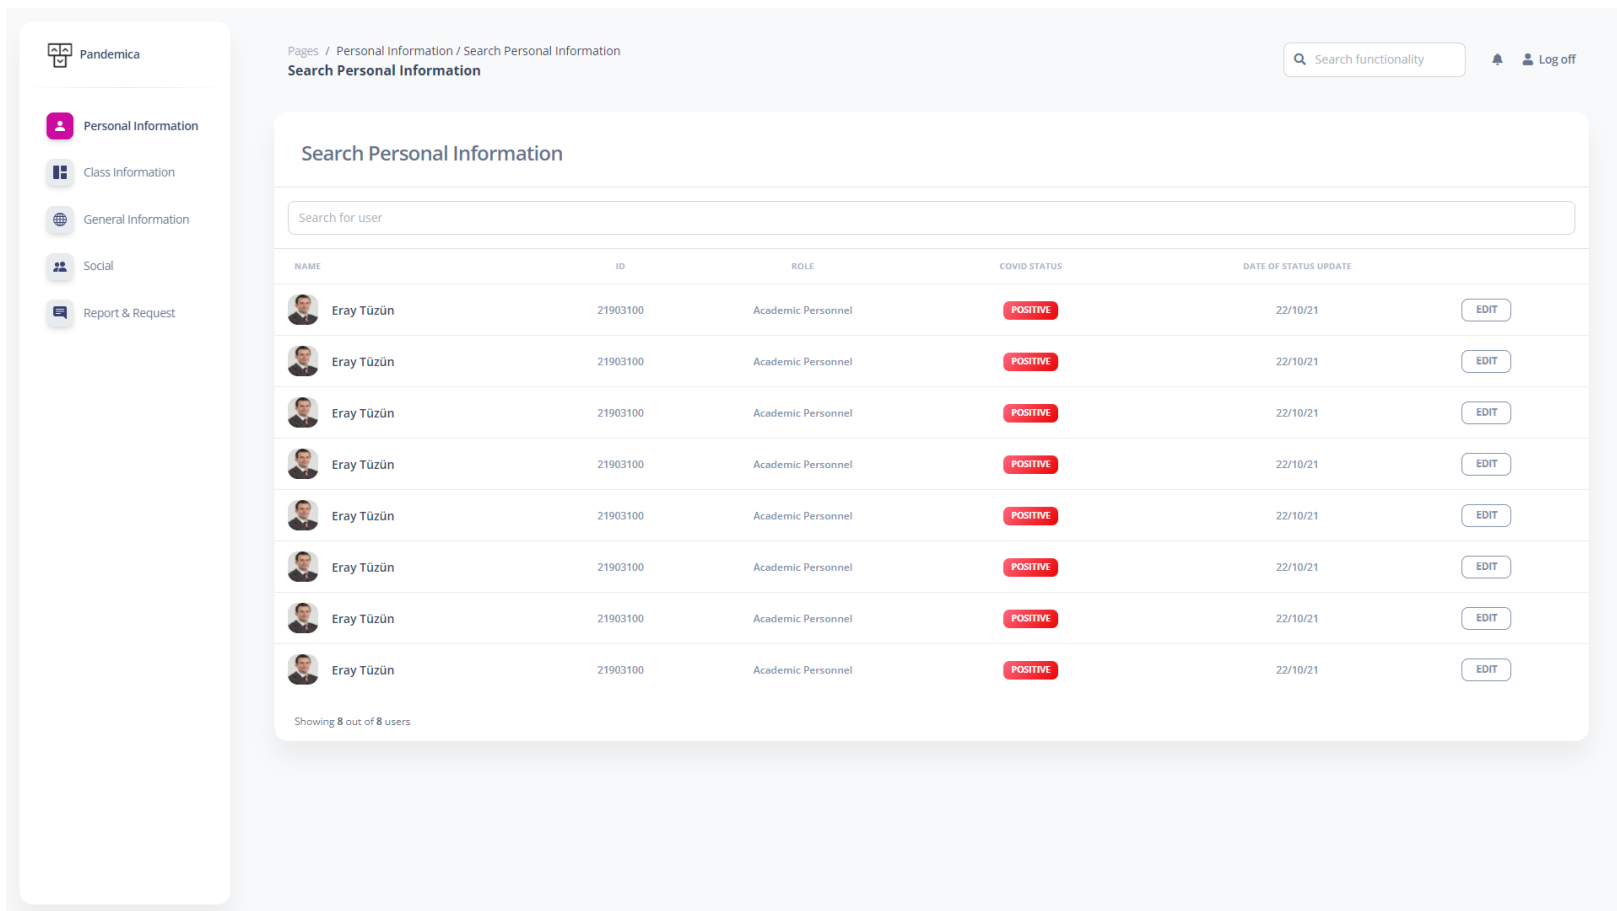 Pandemica
Personal Information
Class Information
General Information
Social
Report & Request
Pages / Personal Information / Search Personal Information
Search Personal Information
Search functionality
Log off
Search Personal Information
Search for user
NAME ID ROLE COVID STATUS DATE OF STATUS UPDATE
Eray Tüzün 21903100 Academic Personnel POSITIVE 22/10/21 EDIT
Eray Tüzün 21903100 Academic Personnel POSITIVE 22/10/21 EDIT
Eray Tüzün 21903100 Academic Personnel POSITIVE 22/10/21 EDIT
Eray Tüzün 21903100 Academic Personnel POSITIVE 22/10/21 EDIT
Eray Tüzün 21903100 Academic Personnel POSITIVE 22/10/21 EDIT
Eray Tüzün 21903100 Academic Personnel POSITIVE 22/10/21 EDIT
Eray Tüzün 21903100 Academic Personnel POSITIVE 22/10/21 EDIT
Eray Tüzün 21903100 Academic Personnel POSITIVE 22/10/21 EDIT
Showing 8 out of 8 users